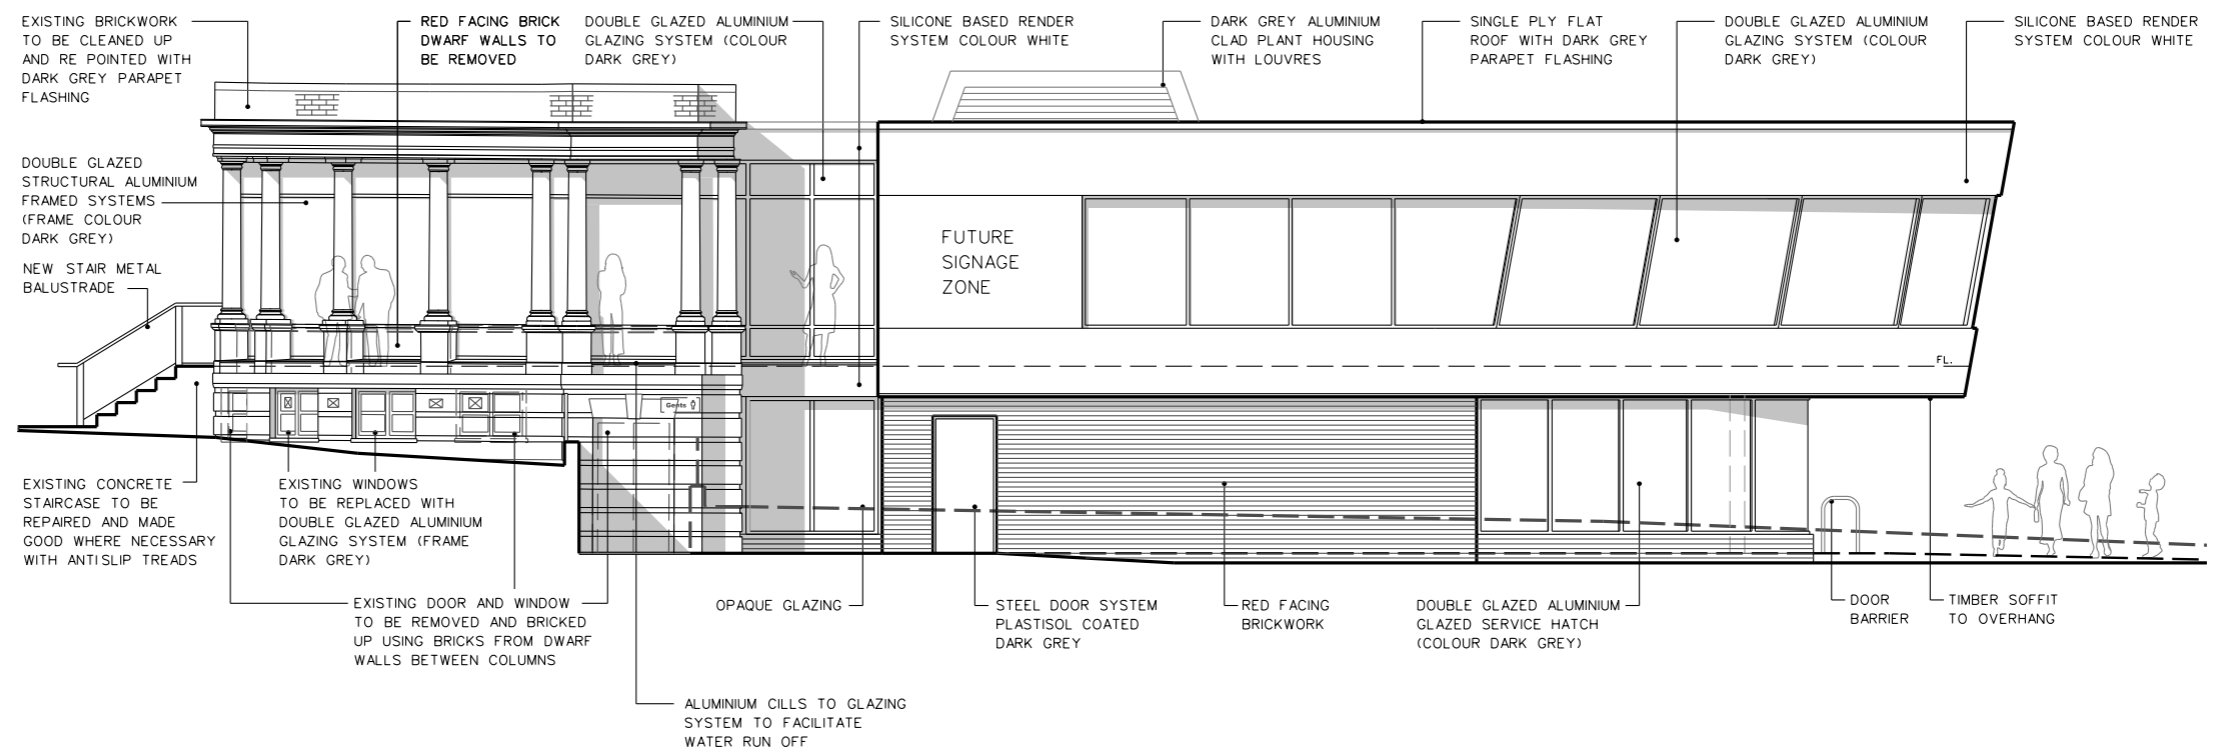 EXISTING BRICKWORK
TO BE CLEANED UP
AND RE POINTED WITH
DARK GREY PARAPET
FLASHING
RED FACING BRICK
DWARF WALLS TO
BE REMOVED
DOUBLE GLAZED ALUMINIUM
GLAZING SYSTEM (COLOUR
DARK GREY)
SILICONE BASED RENDER
SYSTEM COLOUR WHITE
DARK GREY ALUMINIUM
CLAD PLANT HOUSING
WITH LOUVRES
SINGLE PLY FLAT
ROOF WITH DARK GREY
PARAPET FLASHING
DOUBLE GLAZED ALUMINIUM
GLAZING SYSTEM (COLOUR
DARK GREY)
SILICONE BASED RENDER
SYSTEM COLOUR WHITE
DOUBLE GLAZED
STRUCTURAL ALUMINIUM
FRAMED SYSTEMS
(FRAME COLOUR
DARK GREY)
NEW STAIR METAL
BALUSTRADE
FUTURE
SIGNAGE
ZONE
FL.
Gents
EXISTING CONCRETE
STAIRCASE TO BE
REPAIRED AND MADE
GOOD WHERE NECESSARY
WITH ANTISLIP TREADS
EXISTING WINDOWS
TO BE REPLACED WITH
DOUBLE GLAZED ALUMINIUM
GLAZING SYSTEM (FRAME
DARK GREY)
EXISTING DOOR AND WINDOW
TO BE REMOVED AND BRICKED
UP USING BRICKS FROM DWARF
WALLS BETWEEN COLUMNS
OPAQUE GLAZING
STEEL DOOR SYSTEM
PLASTISOL COATED
DARK GREY
RED FACING
BRICKWORK
DOUBLE GLAZED ALUMINIUM
GLAZED SERVICE HATCH
(COLOUR DARK GREY)
DOOR
BARRIER
TIMBER SOFFIT
TO OVERHANG
ALUMINIUM CILLS TO GLAZING
SYSTEM TO FACILITATE
WATER RUN OFF